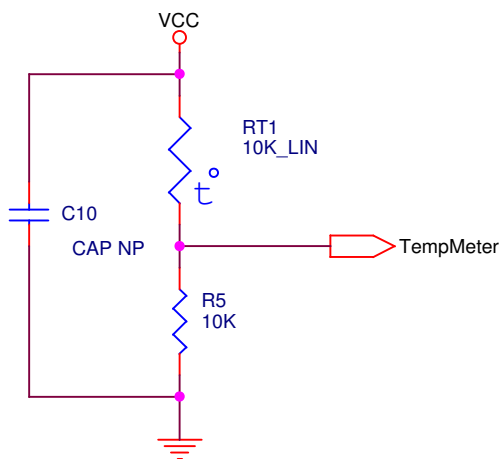 VCC
RT1
10K_LIN
t°
C10
CAP NP
TempMeter
R5
10K